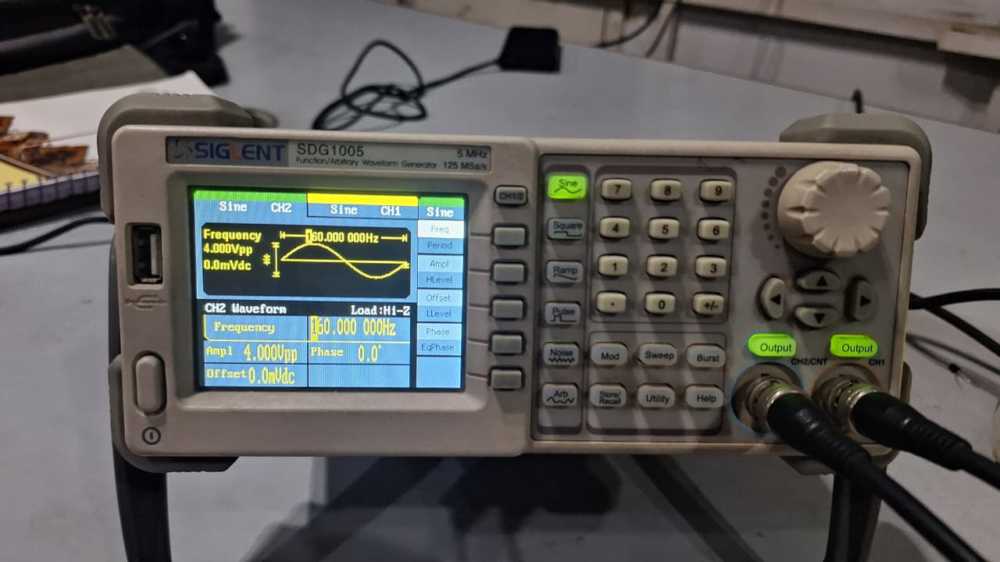 SIGLENT SDG1005 5 MHz
Function/Arbitrary Waveform Generator 125 MSa/s
Sine CH2 Sine CH1 Sine
Frequency 160.000 000Hz
4.000Vpp
0.0mVdc
CH2 Waveform Load:Hi-Z
Frequency 160.000 000Hz
Ampl 4.000Vpp Phase 0.0°
Offset 0.0mVdc
Freq
Period
Ampl
HLevel
Offset
LLevel
Phase
EqPhase
CH1/2
Sine
Square
Ramp
Pulse
Noise
Arb
7 8 9
4 5 6
1 2 3
. 0 +/-
Mod Sweep Burst
Store/
Recall
Utility Help
Output Output
CH2/CNT CH1